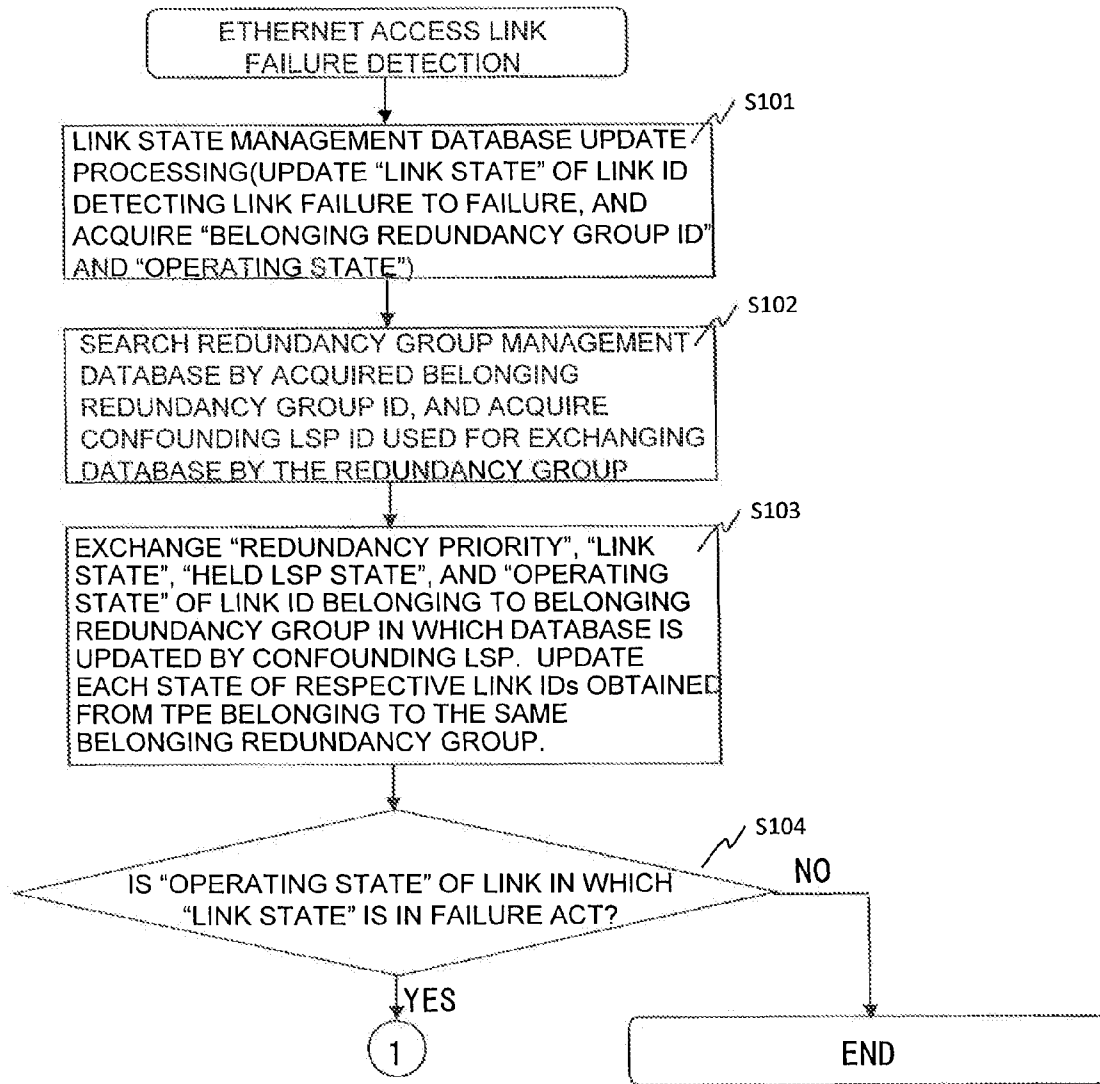 ETHERNET ACCESS LINK
FAILURE DETECTION
S101
LINK STATE MANAGEMENT DATABASE UPDATE
PROCESSING(UPDATE “LINK STATE” OF LINK ID
DETECTING LINK FAILURE TO FAILURE, AND
ACQUIRE “BELONGING REDUNDANCY GROUP ID”
AND “OPERATING STATE”)
S102
SEARCH REDUNDANCY GROUP MANAGEMENT
DATABASE BY ACQUIRED BELONGING
REDUNDANCY GROUP ID, AND ACQUIRE
CONFOUNDING LSP ID USED FOR EXCHANGING
DATABASE BY THE REDUNDANCY GROUP
S103
EXCHANGE “REDUNDANCY PRIORITY”, “LINK
STATE”, “HELD LSP STATE”, AND “OPERATING
STATE” OF LINK ID BELONGING TO BELONGING
REDUNDANCY GROUP IN WHICH DATABASE IS
UPDATED BY CONFOUNDING LSP. UPDATE
EACH STATE OF RESPECTIVE LINK IDs OBTAINED
FROM TPE BELONGING TO THE SAME
BELONGING REDUNDANCY GROUP.
S104
IS “OPERATING STATE” OF LINK IN WHICH
“LINK STATE” IS IN FAILURE ACT?
NO
YES
1
END